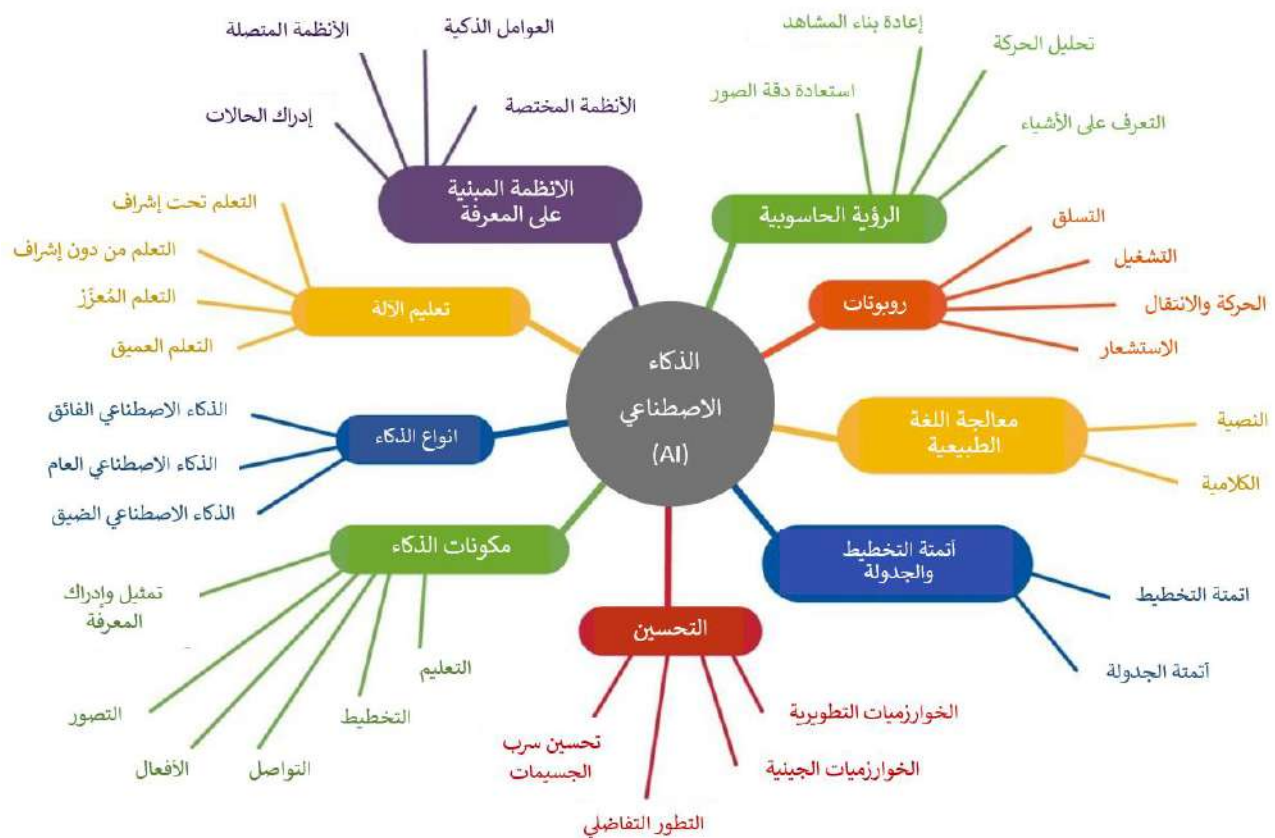 الذكاء
الاصطناعي
(AI)
الرؤية الحاسوبية
استعادة دقة الصور
إعادة بناء المشاهد
تحليل الحركة
التعرف على الأشياء
روبوتات
التسلق
التشغيل
الحركة والانتقال
الاستشعار
معالجة اللغة
الطبيعية
النصية
الكلامية
أتمتة التخطيط
والجدولة
اتمتة التخطيط
أتمتة الجدولة
التحسين
الخوارزميات التطويرية
الخوارزميات الجينية
التطور التفاضلي
تحسين سرب
الجسيمات
مكونات الذكاء
التعليم
التخطيط
التواصل
الأفعال
التصور
تمثيل وإدراك
المعرفة
انواع الذكاء
الذكاء الاصطناعي الفائق
الذكاء الاصطناعي العام
الذكاء الاصطناعي الضيق
تعليم الآلة
التعلم تحت إشراف
التعلم من دون إشراف
التعلم المُعزَّزْ
التعلم العميق
الانظمة المبنية
على المعرفة
إدراك الحالات
الأنظمة المتصلة
العوامل الذكية
الأنظمة المختصة